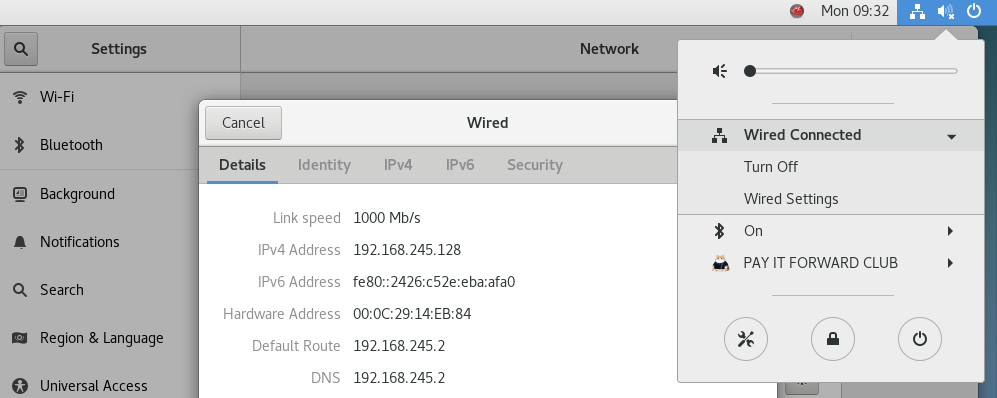 Mon 09:32
Settings
Network
Wi-Fi
Bluetooth
Background
Notifications
Search
Region & Language
Universal Access
Cancel
Wired
Details
Identity
IPv4
IPv6
Security
Link speed 1000 Mb/s
IPv4 Address 192.168.245.128
IPv6 Address fe80::2426:c52e:eba:afa0
Hardware Address 00:0C:29:14:EB:84
Default Route 192.168.245.2
DNS 192.168.245.2
Wired Connected
Turn Off
Wired Settings
On
PAY IT FORWARD CLUB